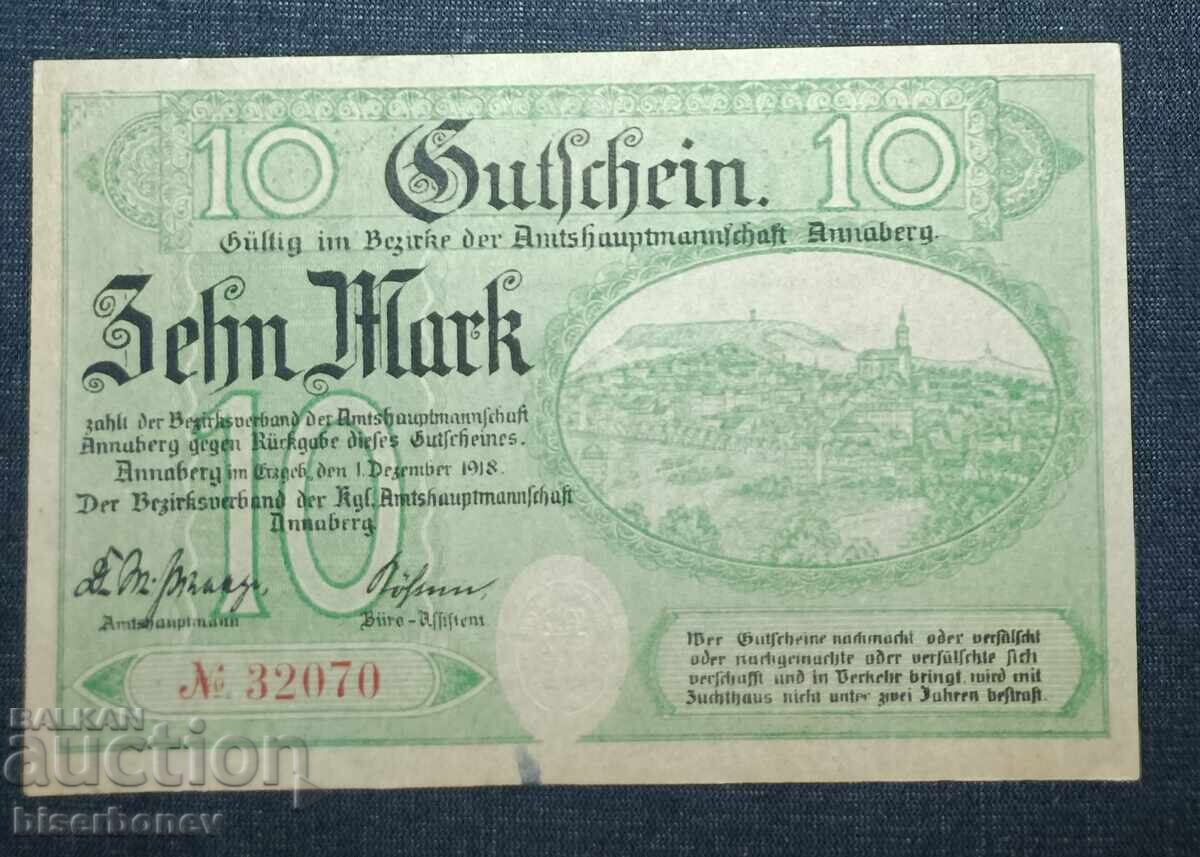 10 Gutschein. 10
Gültig im Bezirke der Amtshauptmannschaft Annaberg.
Zehn Mark
10
zahlt der Bezirksverband der Amtshauptmannschaft
Annaberg gegen Rückgabe dieses Gutscheines.
Annaberg im Erzgeb., den 1. Dezember 1918.
Der Bezirksverband der Kgl. Amtshauptmannschaft
Annaberg
Amtshauptmann
Büro-Assistent
№ 32070
Wer Gutscheine nachmacht oder versälscht
oder nachgemachte oder versälschte sich
verschafft und in Verkehr bringt, wird mit
Zuchthaus nicht unter zwei Jahren bestraft.
BALKAN
auction
biserbonev